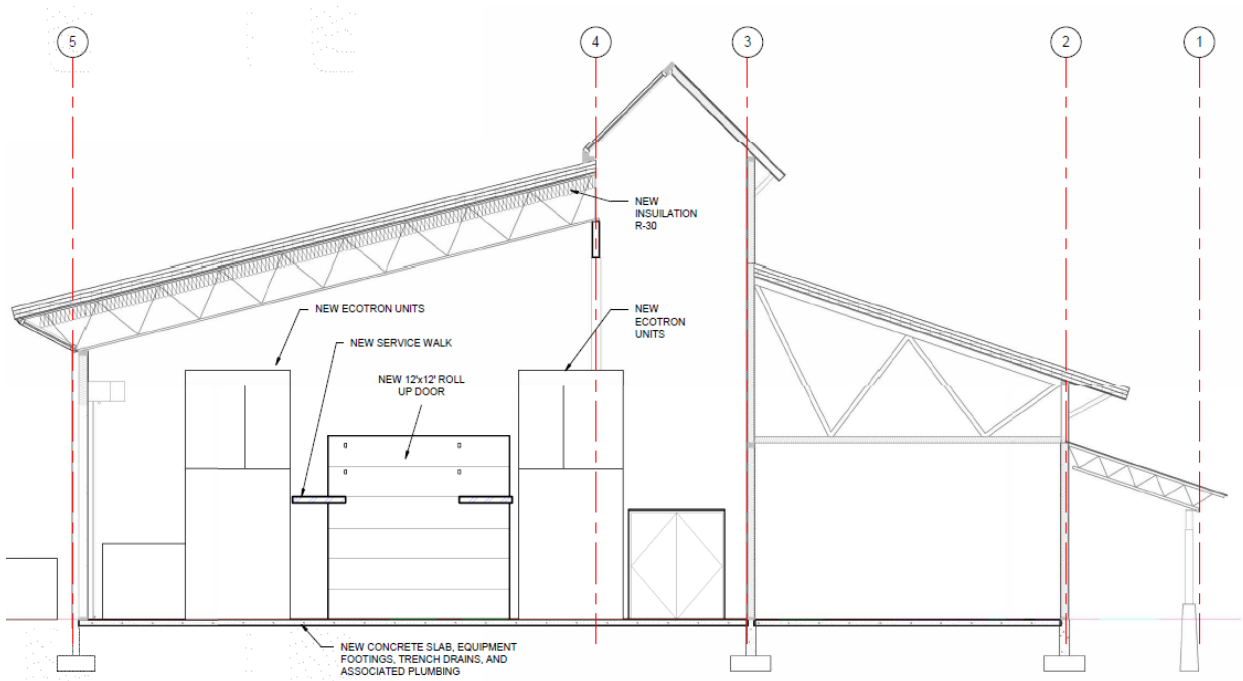 5
4
3
2
1
NEW
INSUILATION
R-30
NEW ECOTRON UNITS
NEW
ECOTRON
UNITS
NEW SERVICE WALK
NEW 12'x12' ROLL
UP DOOR
NEW CONCRETE SLAB, EQUIPMENT
FOOTINGS, TRENCH DRAINS, AND
ASSOCIATED PLUMBING